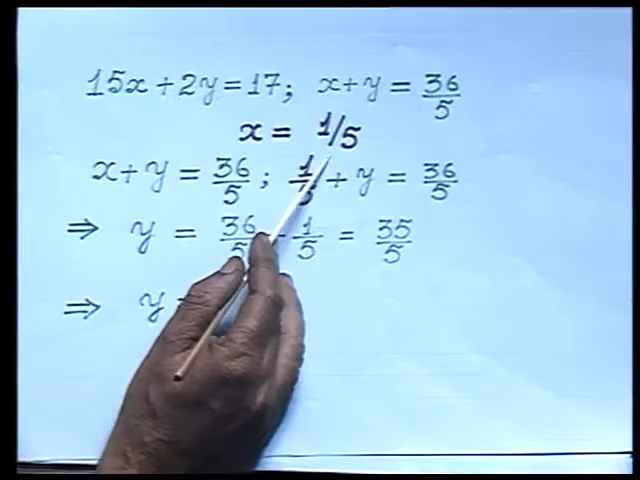 15x + 2y = 17; x + y = 36/5
x = 1/5
x + y = 36/5; 1/5 + y = 36/5
⇒ y = 36/5 - 1/5 = 35/5
⇒ y =